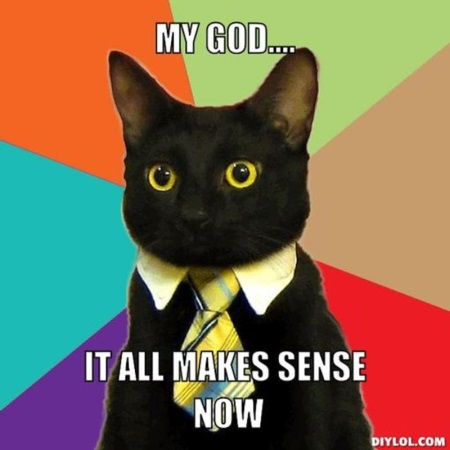 MY GOD....
IT ALL MAKES SENSE
NOW
DIYLOL.COM